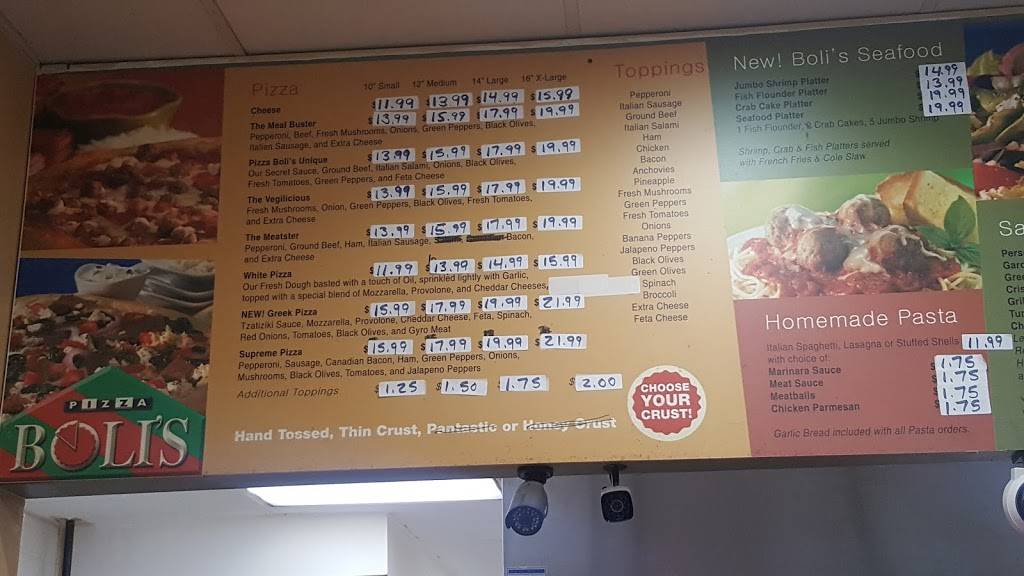 Pizza
10" Small 12" Medium 14" Large 16" X-Large
Cheese $11.99 $13.99 $14.99 $15.99
The Meal Buster $13.99 $15.99 $17.99 $19.99
Pepperoni, Beef, Fresh Mushrooms, Onions, Green Peppers, Black Olives,
Italian Sausage, and Extra Cheese
Pizza Boli's Unique $13.99 $15.99 $17.99 $19.99
Our Secret Sauce, Ground Beef, Italian Salami, Onions, Black Olives,
Fresh Tomatoes, Green Peppers, and Feta Cheese
The Vegilicious $13.99 $15.99 $17.99 $19.99
Fresh Mushrooms, Onion, Green Peppers, Black Olives, Fresh Tomatoes,
and Extra Cheese
The Meatster $13.99 $15.99 $17.99 $19.99
Pepperoni, Ground Beef, Ham, Italian Sausage, Bacon,
and Extra Cheese
White Pizza $11.99 $13.99 $14.99 $15.99
Our Fresh Dough basted with a touch of Oil, sprinkled lightly with Garlic,
topped with a special blend of Mozzarella, Provolone, and Cheddar Cheeses,
NEW! Greek Pizza $15.99 $17.99 $19.99 $21.99
Tzatiziki Sauce, Mozzarella, Provolone, Cheddar Cheese, Feta, Spinach,
Red Onions, Tomatoes, Black Olives, and Gyro Meat
Supreme Pizza $15.99 $17.99 $19.99 $21.99
Pepperoni, Sausage, Canadian Bacon, Ham, Green Peppers, Onions,
Mushrooms, Black Olives, Tomatoes, and Jalapeno Peppers
Additional Toppings $1.25 $1.50 $1.75 $2.00
Hand Tossed, Thin Crust, Pantastic or Honey Crust
Toppings
Pepperoni
Italian Sausage
Ground Beef
Italian Salami
Ham
Chicken
Bacon
Anchovies
Pineapple
Fresh Mushrooms
Green Peppers
Fresh Tomatoes
Onions
Banana Peppers
Jalapeno Peppers
Black Olives
Green Olives
Spinach
Broccoli
Extra Cheese
Feta Cheese
CHOOSE
YOUR
CRUST!
New! Boli's Seafood
Jumbo Shrimp Platter 14.99
Fish Flounder Platter 13.99
Crab Cake Platter 19.99
Seafood Platter 19.99
1 Fish Flounder, 2 Crab Cakes, 5 Jumbo Shrimp
Shrimp, Crab & Fish Platters served
with French Fries & Cole Slaw
Homemade Pasta
Italian Spaghetti, Lasagna or Stuffed Shells 11.99
with choice of:
Marinara Sauce 1.75
Meat Sauce 1.75
Meatballs 1.75
Chicken Parmesan 1.75
Garlic Bread included with all Pasta orders.
PIZZA
BOLI'S